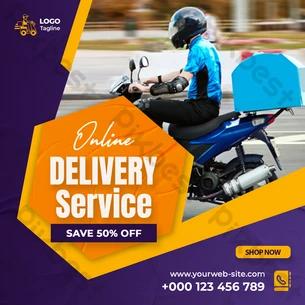 LOGO
Tagline
Online
DELIVERY
Service
SAVE 50% OFF
SHOP NOW
www.yourweb-site.com
+000 123 456 789